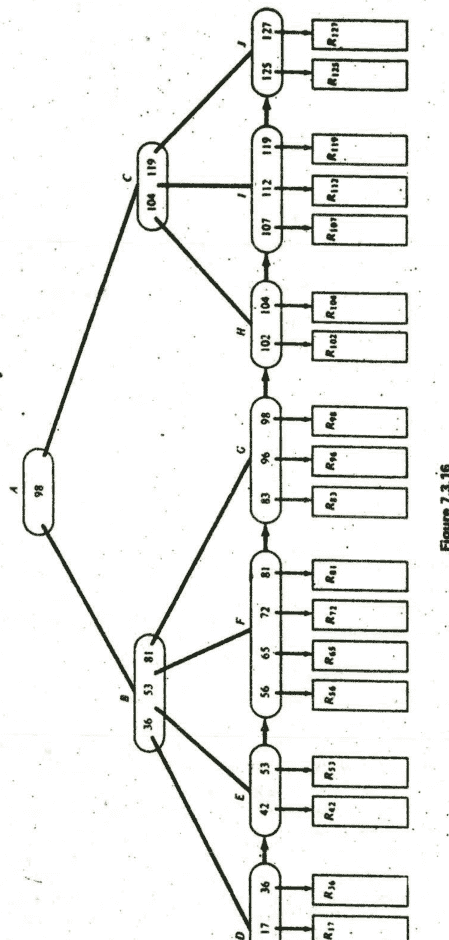 A
98
B
36 53 81
C
104 119
D
17 36
E
42 53
F
56 65 72 81
G
83 96 98
H
102 104
I
107 112 119
J
125 127
R17 R36 R42 R53 R56 R65 R72 R81 R83 R96 R98 R102 R104 R107 R112 R119 R125 R127
Figure 7.3.16